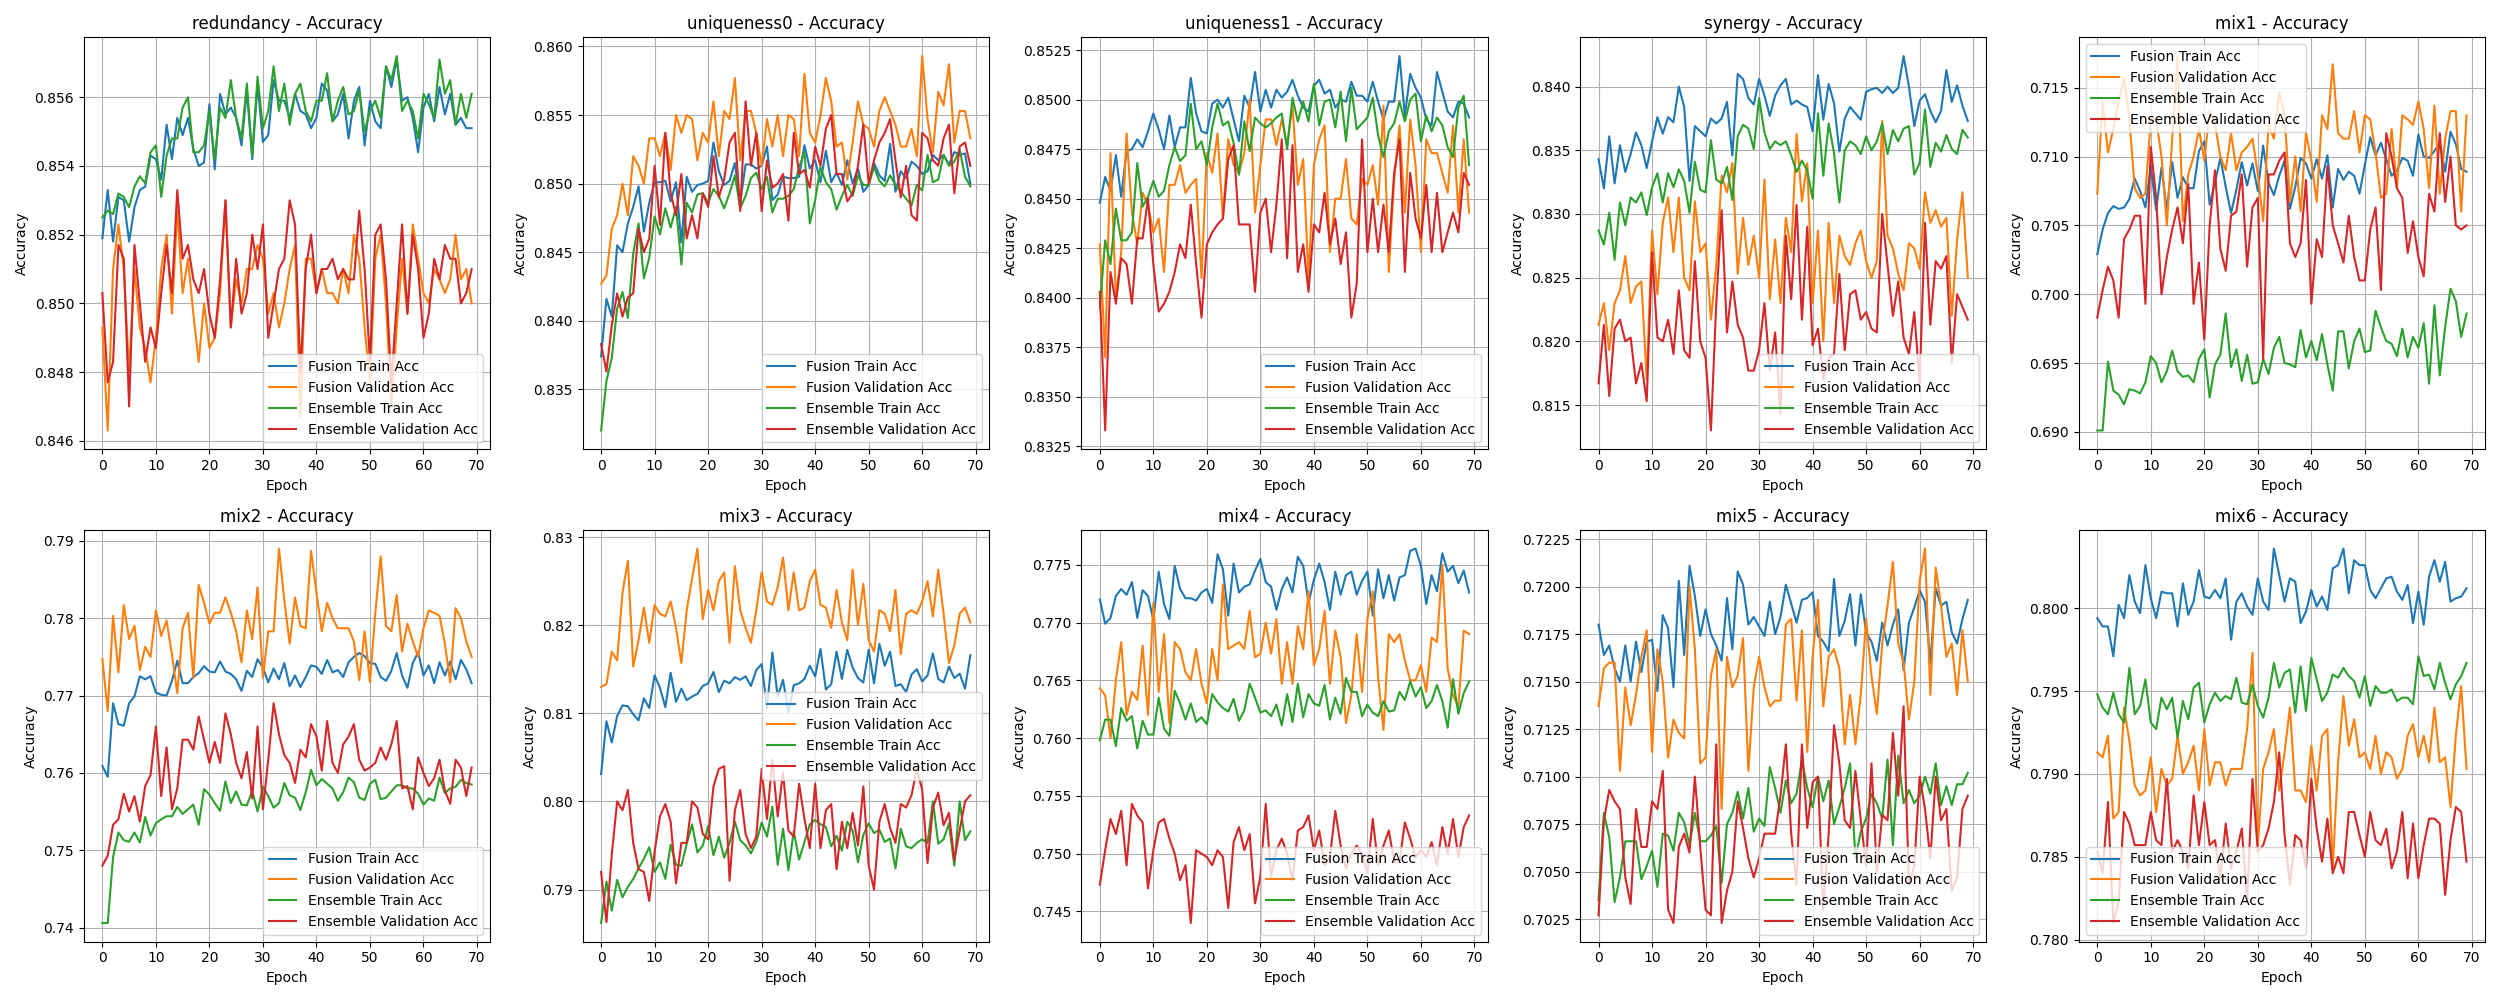 redundancy - Accuracy
Accuracy
0.856
0.854
0.852
0.850
0.848
0.846
Fusion Train Acc
Fusion Validation Acc
Ensemble Train Acc
Ensemble Validation Acc
0 10 20 30 40 50 60 70
Epoch
uniqueness0 - Accuracy
Accuracy
0.860
0.855
0.850
0.845
0.840
0.835
Fusion Train Acc
Fusion Validation Acc
Ensemble Train Acc
Ensemble Validation Acc
0 10 20 30 40 50 60 70
Epoch
uniqueness1 - Accuracy
Accuracy
0.8525
0.8500
0.8475
0.8450
0.8425
0.8400
0.8375
0.8350
0.8325
Fusion Train Acc
Fusion Validation Acc
Ensemble Train Acc
Ensemble Validation Acc
0 10 20 30 40 50 60 70
Epoch
synergy - Accuracy
Accuracy
0.840
0.835
0.830
0.825
0.820
0.815
Fusion Train Acc
Fusion Validation Acc
Ensemble Train Acc
Ensemble Validation Acc
0 10 20 30 40 50 60 70
Epoch
mix1 - Accuracy
Accuracy
0.715
0.710
0.705
0.700
0.695
0.690
Fusion Train Acc
Fusion Validation Acc
Ensemble Train Acc
Ensemble Validation Acc
0 10 20 30 40 50 60 70
Epoch
mix2 - Accuracy
Accuracy
0.79
0.78
0.77
0.76
0.75
0.74
Fusion Train Acc
Fusion Validation Acc
Ensemble Train Acc
Ensemble Validation Acc
0 10 20 30 40 50 60 70
Epoch
mix3 - Accuracy
Accuracy
0.83
0.82
0.81
0.80
0.79
Fusion Train Acc
Fusion Validation Acc
Ensemble Train Acc
Ensemble Validation Acc
0 10 20 30 40 50 60 70
Epoch
mix4 - Accuracy
Accuracy
0.775
0.770
0.765
0.760
0.755
0.750
0.745
Fusion Train Acc
Fusion Validation Acc
Ensemble Train Acc
Ensemble Validation Acc
0 10 20 30 40 50 60 70
Epoch
mix5 - Accuracy
Accuracy
0.7225
0.7200
0.7175
0.7150
0.7125
0.7100
0.7075
0.7050
0.7025
Fusion Train Acc
Fusion Validation Acc
Ensemble Train Acc
Ensemble Validation Acc
0 10 20 30 40 50 60 70
Epoch
mix6 - Accuracy
Accuracy
0.800
0.795
0.790
0.785
0.780
Fusion Train Acc
Fusion Validation Acc
Ensemble Train Acc
Ensemble Validation Acc
0 10 20 30 40 50 60 70
Epoch